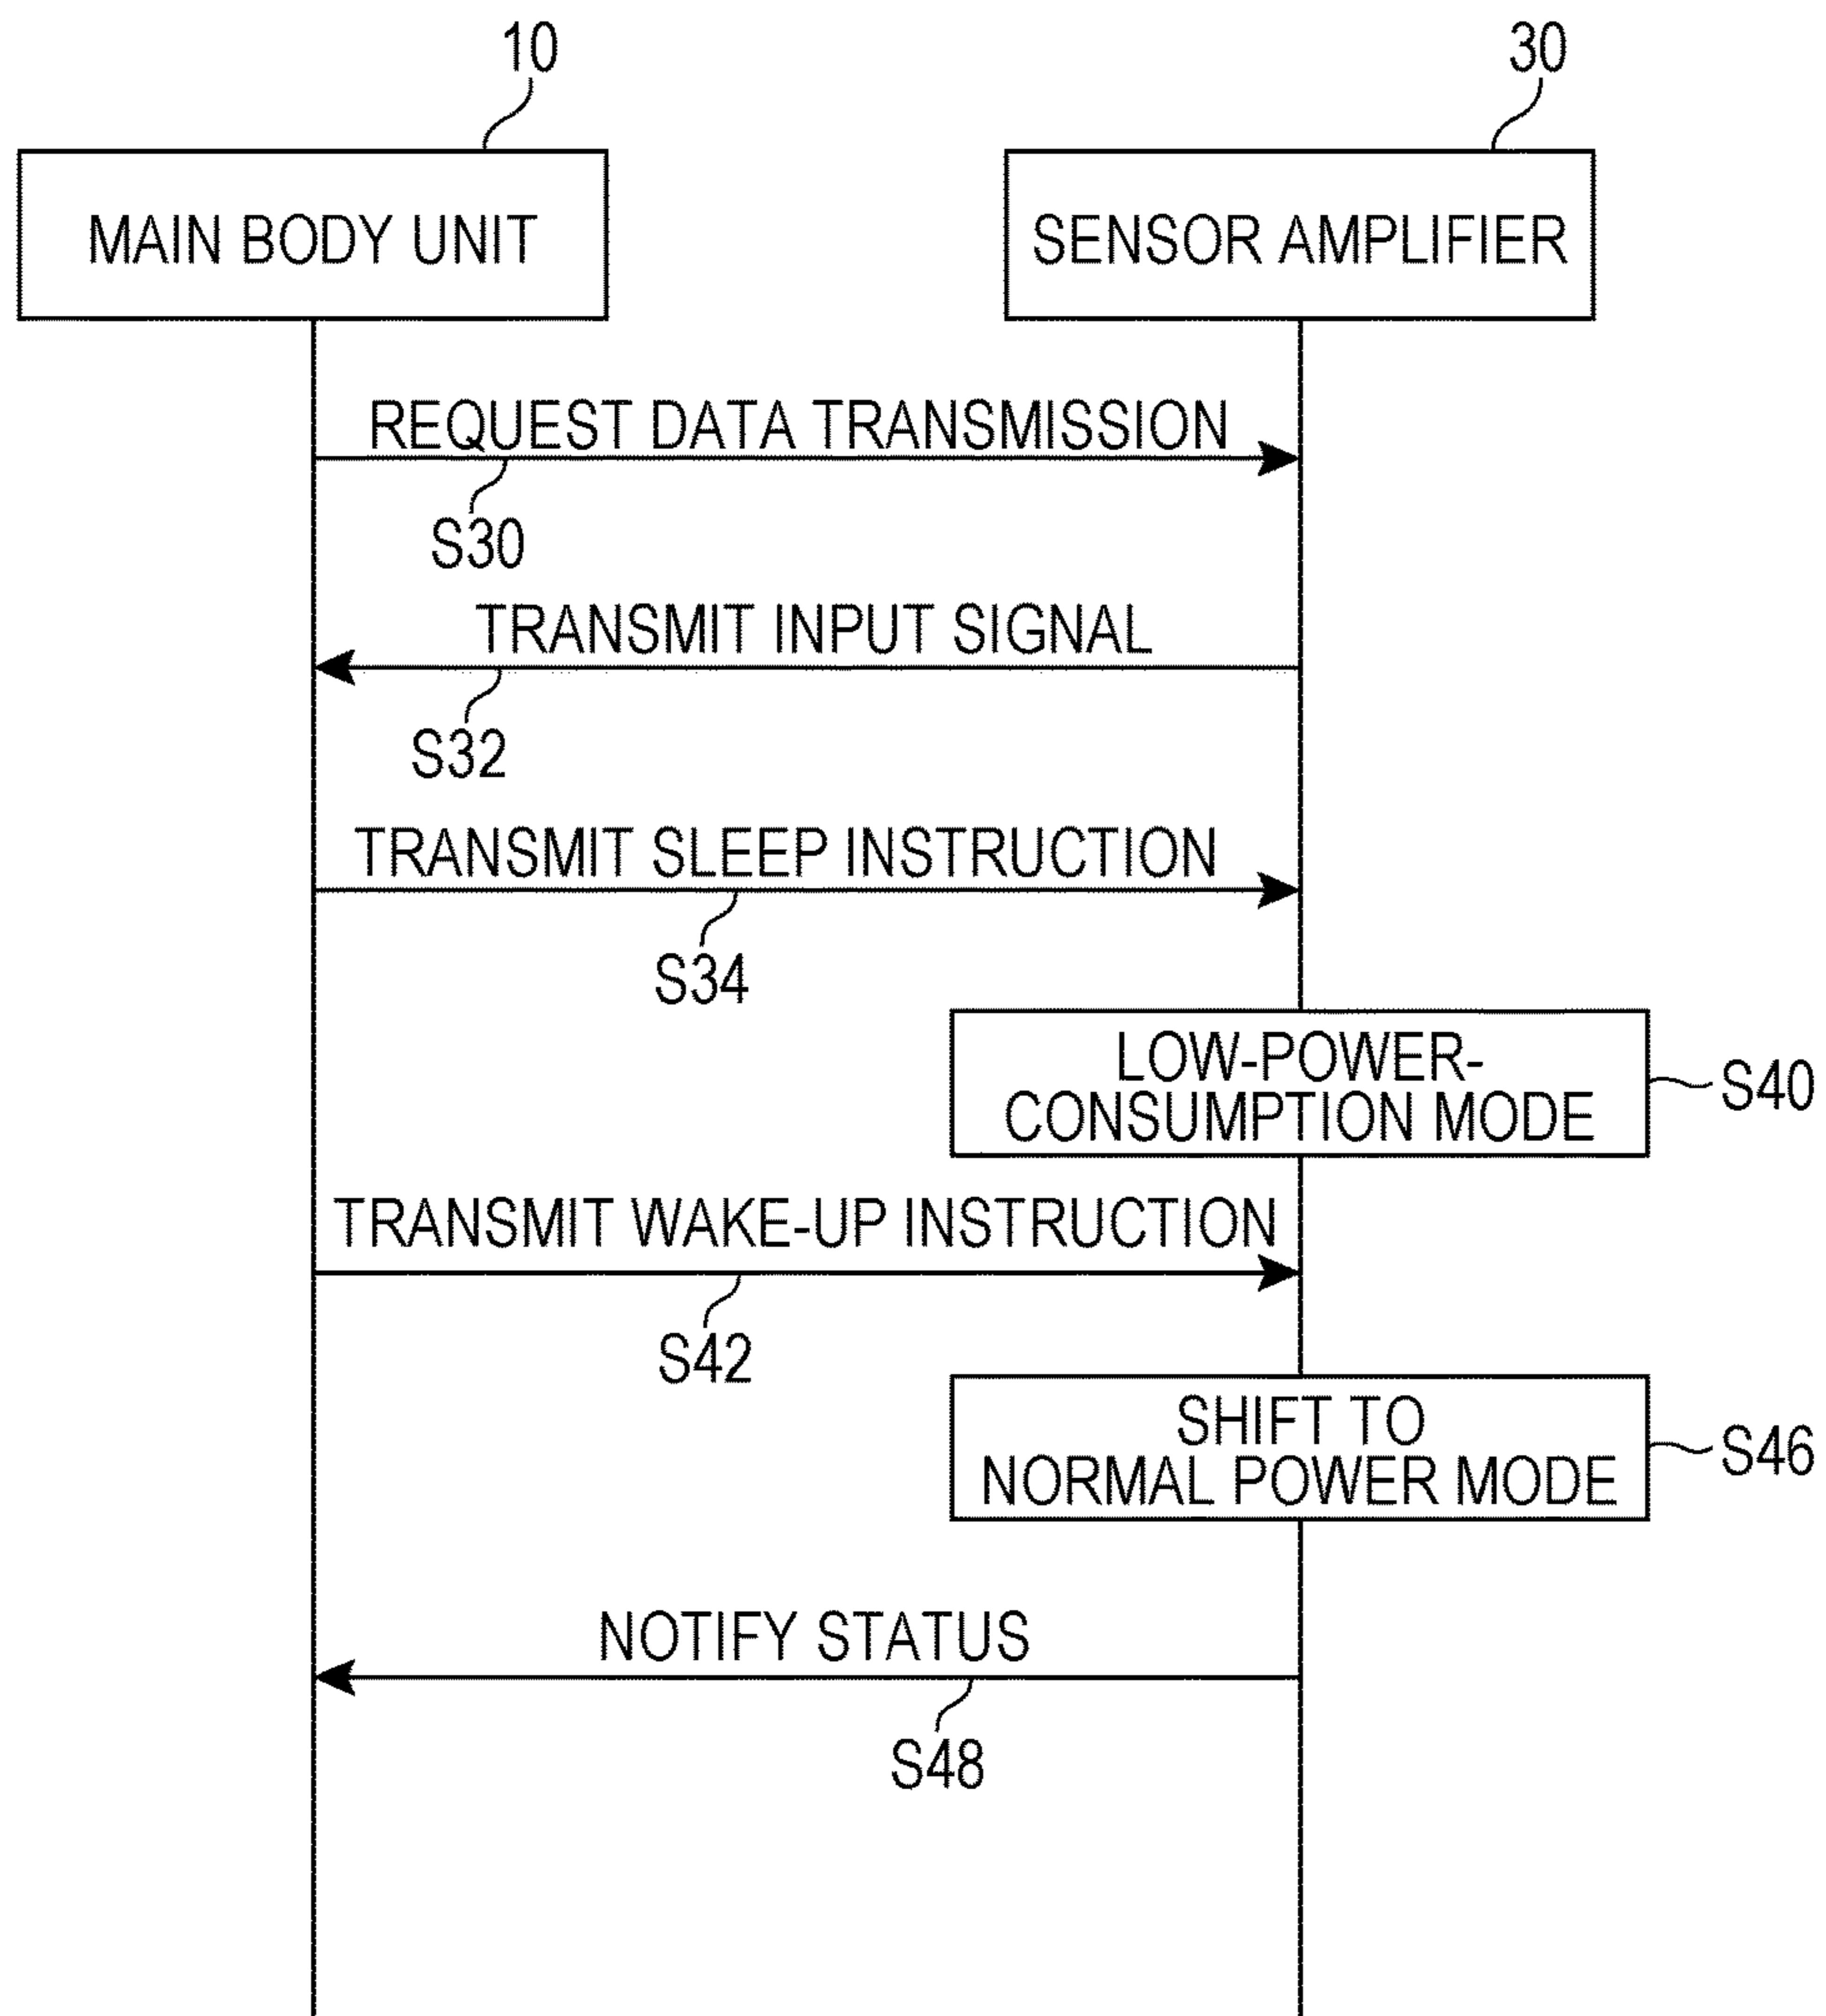 10
30
MAIN BODY UNIT
SENSOR AMPLIFIER
REQUEST DATA TRANSMISSION
S30
TRANSMIT INPUT SIGNAL
S32
TRANSMIT SLEEP INSTRUCTION
S34
LOW-POWER-
CONSUMPTION MODE
S40
TRANSMIT WAKE-UP INSTRUCTION
S42
SHIFT TO
NORMAL POWER MODE
S46
NOTIFY STATUS
S48